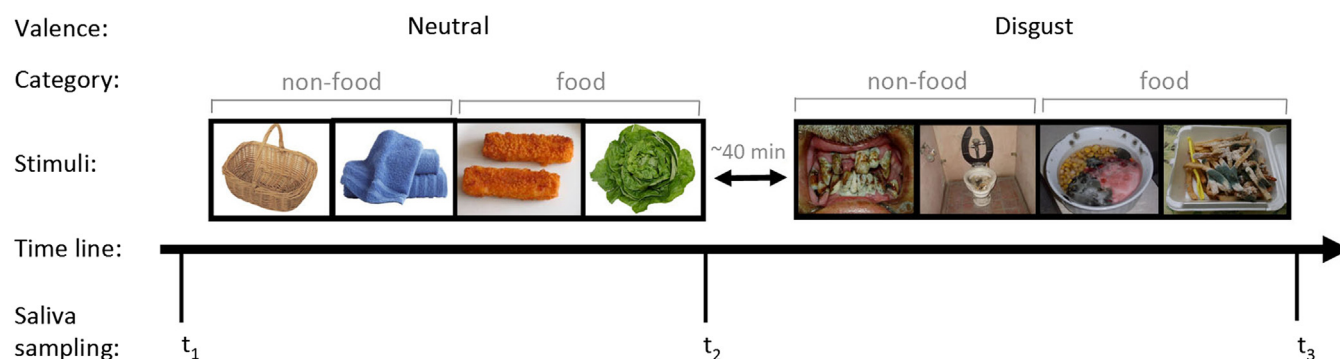 Valence: Neutral Disgust
Category: non-food food non-food food
Stimuli: ~40 min
Time line:
Saliva
sampling: t₁ t₂ t₃